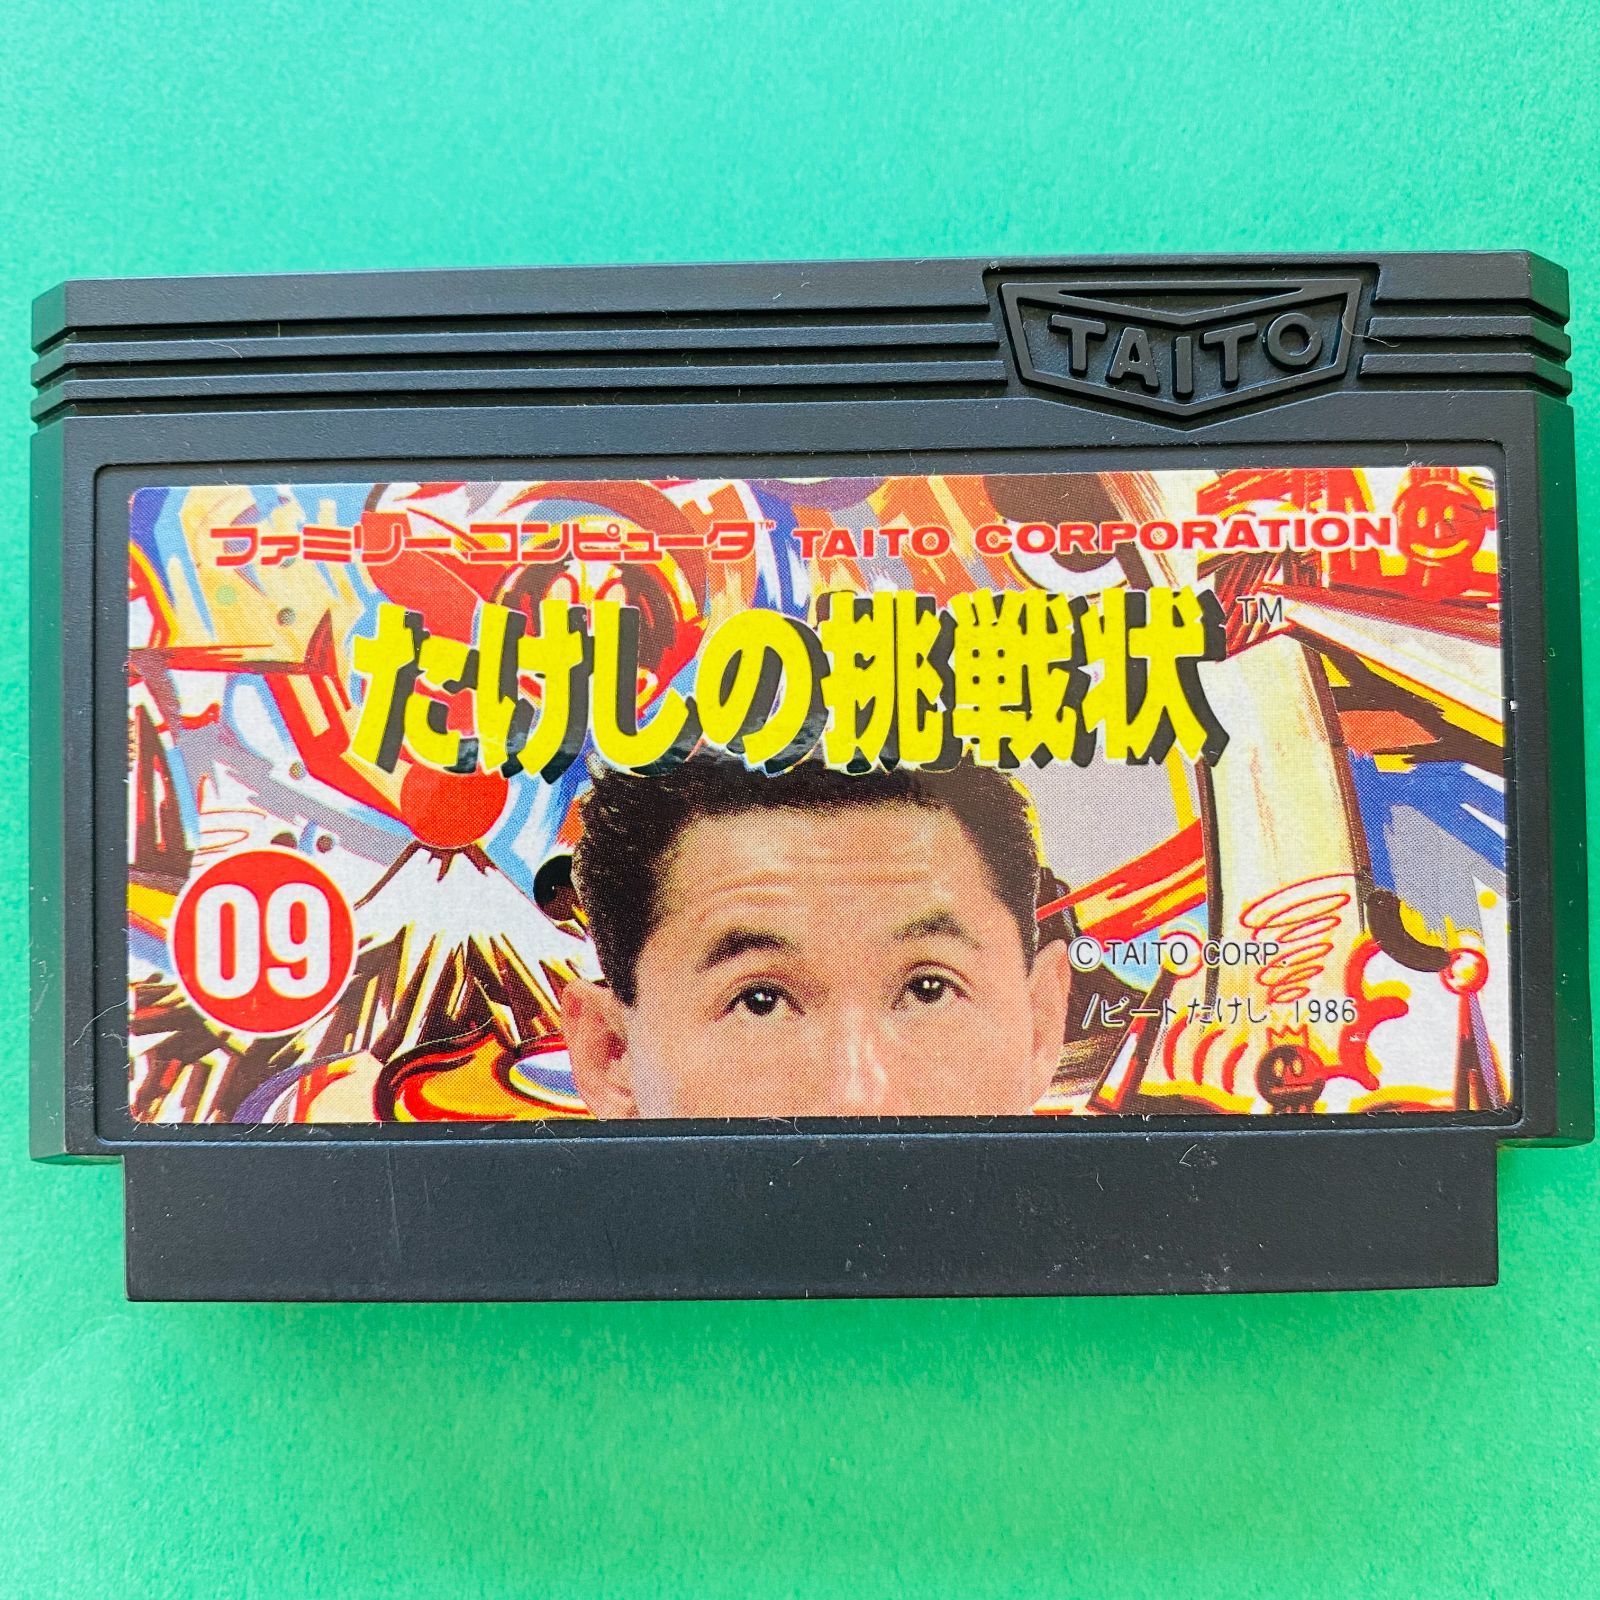 TAITO
ファミリー コンピュータ™ TAITO CORPORATION
たけしの挑戦状™
09
©TAITO CORP.
/ビートたけし 1986